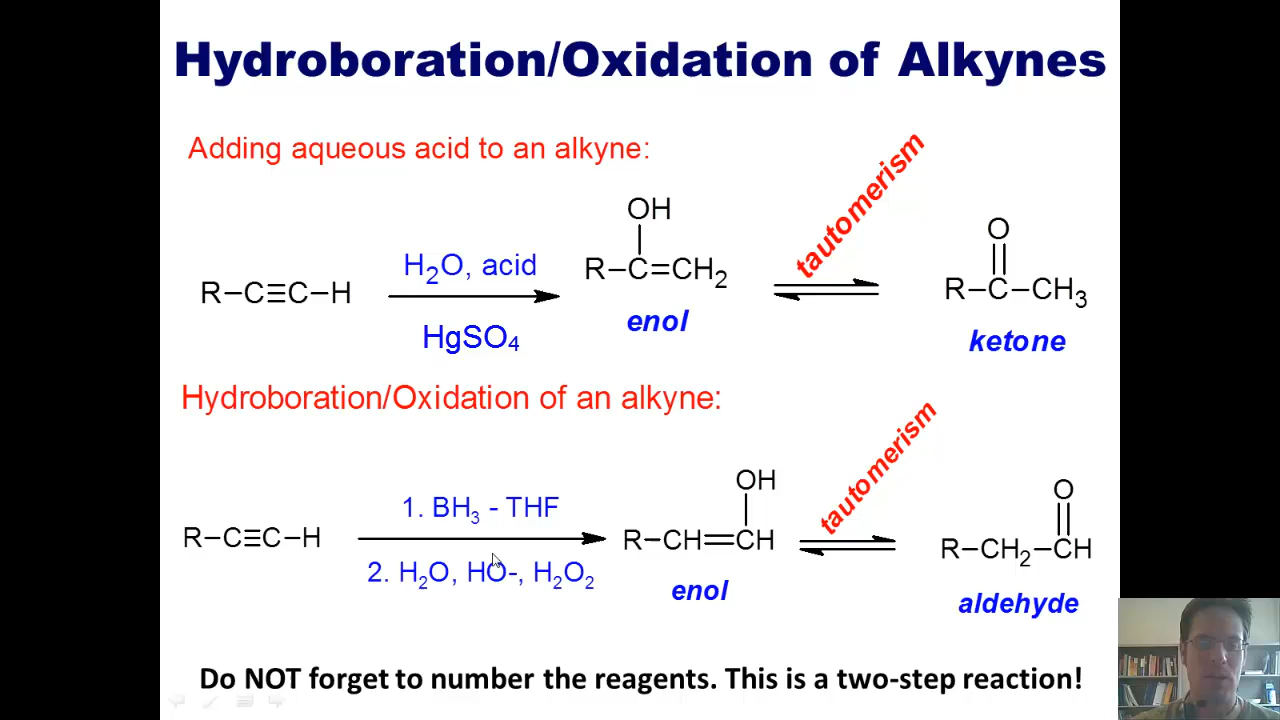 Hydroboration/Oxidation of Alkynes
Adding aqueous acid to an alkyne:
tautomerism
OH
O
H₂O, acid
R–C=CH₂
R–C≡C–H
R–C–CH₃
enol
HgSO₄
ketone
Hydroboration/Oxidation of an alkyne:
tautomerism
OH
O
1. BH₃ - THF
R–C≡C–H
R–CH=CH
R–CH₂–CH
2. H₂O, HO-, H₂O₂
enol
aldehyde
Do NOT forget to number the reagents. This is a two-step reaction!